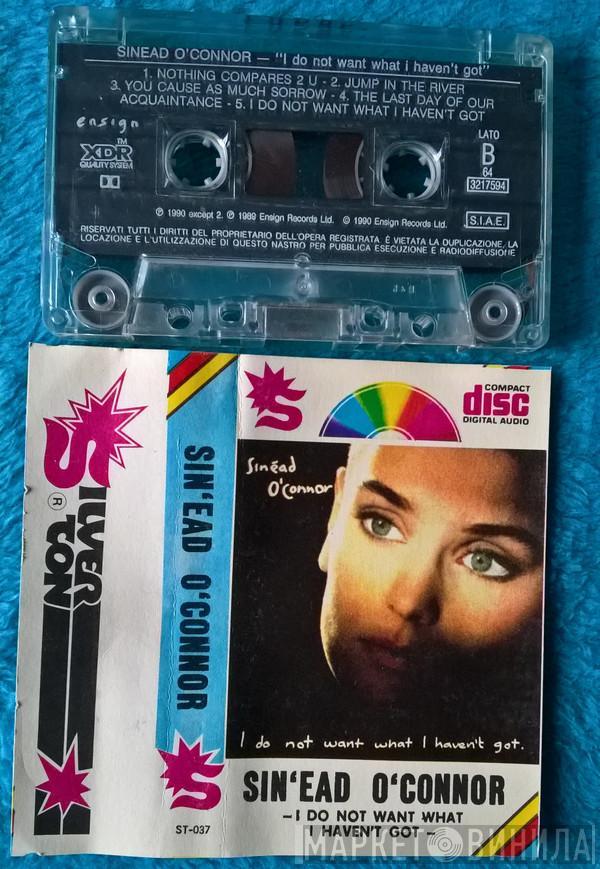 SINEAD O'CONNOR — "I do not want what i haven't got"
1. NOTHING COMPARES 2 U - 2. JUMP IN THE RIVER
3. YOU CAUSE AS MUCH SORROW - 4. THE LAST DAY OF OUR
ACQUAINTANCE - 5. I DO NOT WANT WHAT I HAVEN'T GOT
ensign
XDR TM
QUALITY SYSTEM
LATO
B
64
3217594
S.I.A.E.
℗ 1990 except 2. ℗ 1989 Ensign Records Ltd. © 1990 Ensign Records Ltd.
RISERVATI TUTTI I DIRITTI DEL PROPRIETARIO DELL'OPERA REGISTRATA. È VIETATA LA DUPLICAZIONE, LA
LOCAZIONE E L'UTILIZZAZIONE DI QUESTO NASTRO PER PUBBLICA ESECUZIONE E RADIODIFFUSIONE
SILVER
TON
®
SIN'EAD O'CONNOR
S
ST-037
S
COMPACT
disc
DIGITAL AUDIO
Sinéad
O'Connor
I do not want what I haven't got.
SIN'EAD O'CONNOR
- I DO NOT WANT WHAT
I HAVEN'T GOT -
МАРКЕТ ВИНИЛА